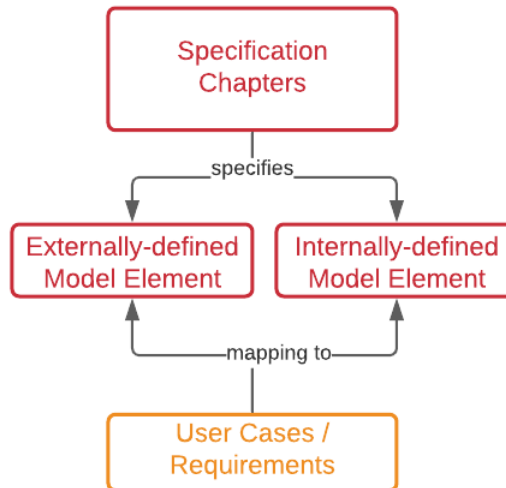 Specification
Chapters
specifies
Externally-defined
Model Element
Internally-defined
Model Element
mapping to
User Cases /
Requirements